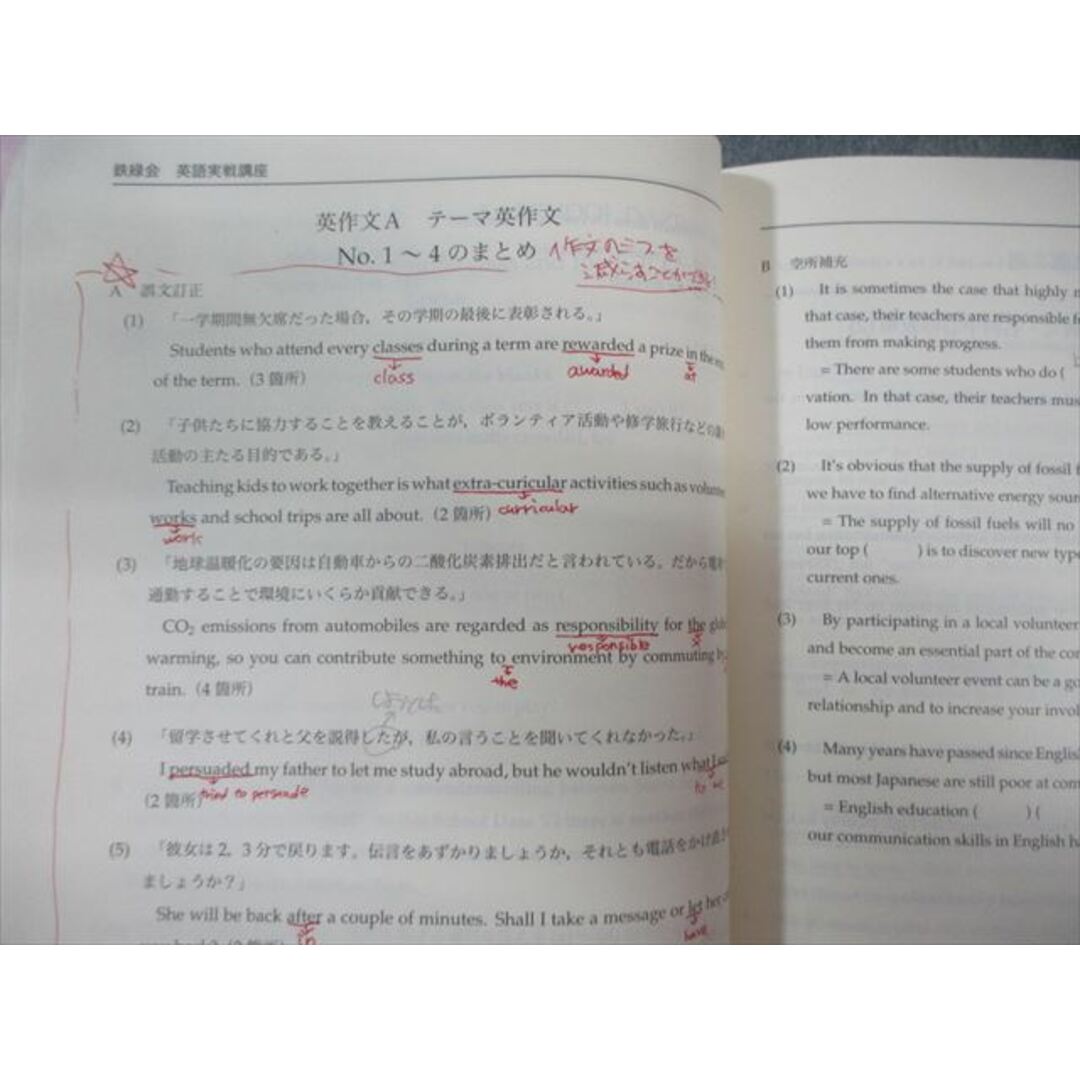 鉄緑会 英語実戦講座
英作文A テーマ英作文
No. 1 ～ 4 のまとめ 作文のミスを
減らすことができる!
A 誤文訂正
(1) 「一学期間無欠席だった場合，その学期の最後に表彰される。」
Students who attend every classes during a term are rewarded a prize in the
class awarded at
of the term.（3 箇所）
(2) 「子供たちに協力することを教えることが，ボランティア活動や修学旅行などの
活動の主たる目的である。」
Teaching kids to work together is what extra-curicular activities such as
curricular
works and school trips are all about.（2 箇所）
work
(3) 「地球温暖化の要因は自動車からの二酸化炭素排出だと言われている。だから
通勤することで環境にいくらか貢献できる。」
CO₂ emissions from automobiles are regarded as responsibility for the
responsible
warming, so you can contribute something to environment by commuting
the
train.（4 箇所）
(4) 「留学させてくれと父を説得したが，私の言うことを聞いてくれなかった。」
I persuaded my father to let me study abroad, but he wouldn't listen what I
tried to persuade
（2 箇所）
(5) 「彼女は 2，3 分で戻ります。伝言をあずかりましょうか，それとも電話をかけ
ましょうか？」
She will be back after a couple of minutes. Shall I take a message or let her
in have
B 空所補充
(1) It is sometimes the case that highly
that case, their teachers are responsible
them from making progress.
= There are some students who do (
vation. In that case, their teachers
low performance.
(2) It's obvious that the supply of fossil
we have to find alternative energy
= The supply of fossil fuels will no
our top ( ) is to discover new
current ones.
(3) By participating in a local volunteer
and become an essential part of the
= A local volunteer event can be a
relationship and to increase your
(4) Many years have passed since
but most Japanese are still poor at
= English education ( ) (
our communication skills in English